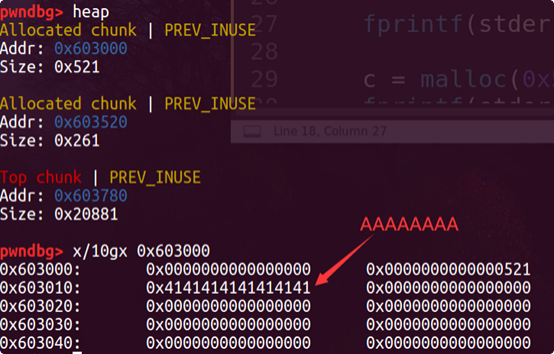 pwndbg> heap
Allocated chunk | PREV_INUSE
Addr: 0x603000
Size: 0x521
Allocated chunk | PREV_INUSE
Addr: 0x603520
Size: 0x261
Top chunk | PREV_INUSE
Addr: 0x603780
Size: 0x20881
27 fprintf(stder
28
29 c = malloc(0x
fprintf(stder
Line 18, Column 27
AAAAAAAA
pwndbg> x/10gx 0x603000
0x603000: 0x0000000000000000 0x0000000000000521
0x603010: 0x4141414141414141 0x0000000000000000
0x603020: 0x0000000000000000 0x0000000000000000
0x603030: 0x0000000000000000 0x0000000000000000
0x603040: 0x0000000000000000 0x0000000000000000